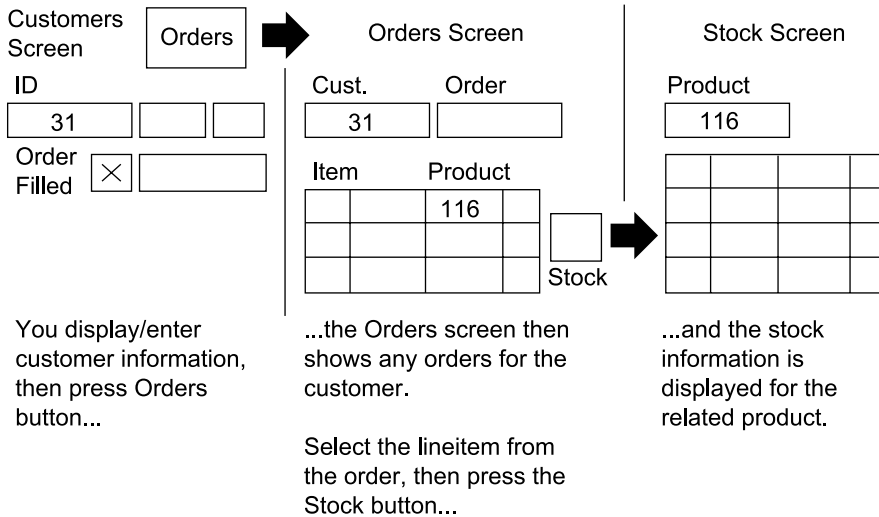 Customers
Screen
Orders
ID
31
Order
Filled
You display/enter
customer information,
then press Orders
button...
Orders Screen
Cust. Order
31
Item Product
116
Stock
...the Orders screen then
shows any orders for the
customer.
Select the lineitem from
the order, then press the
Stock button...
Stock Screen
Product
116
...and the stock
information is
displayed for the
related product.